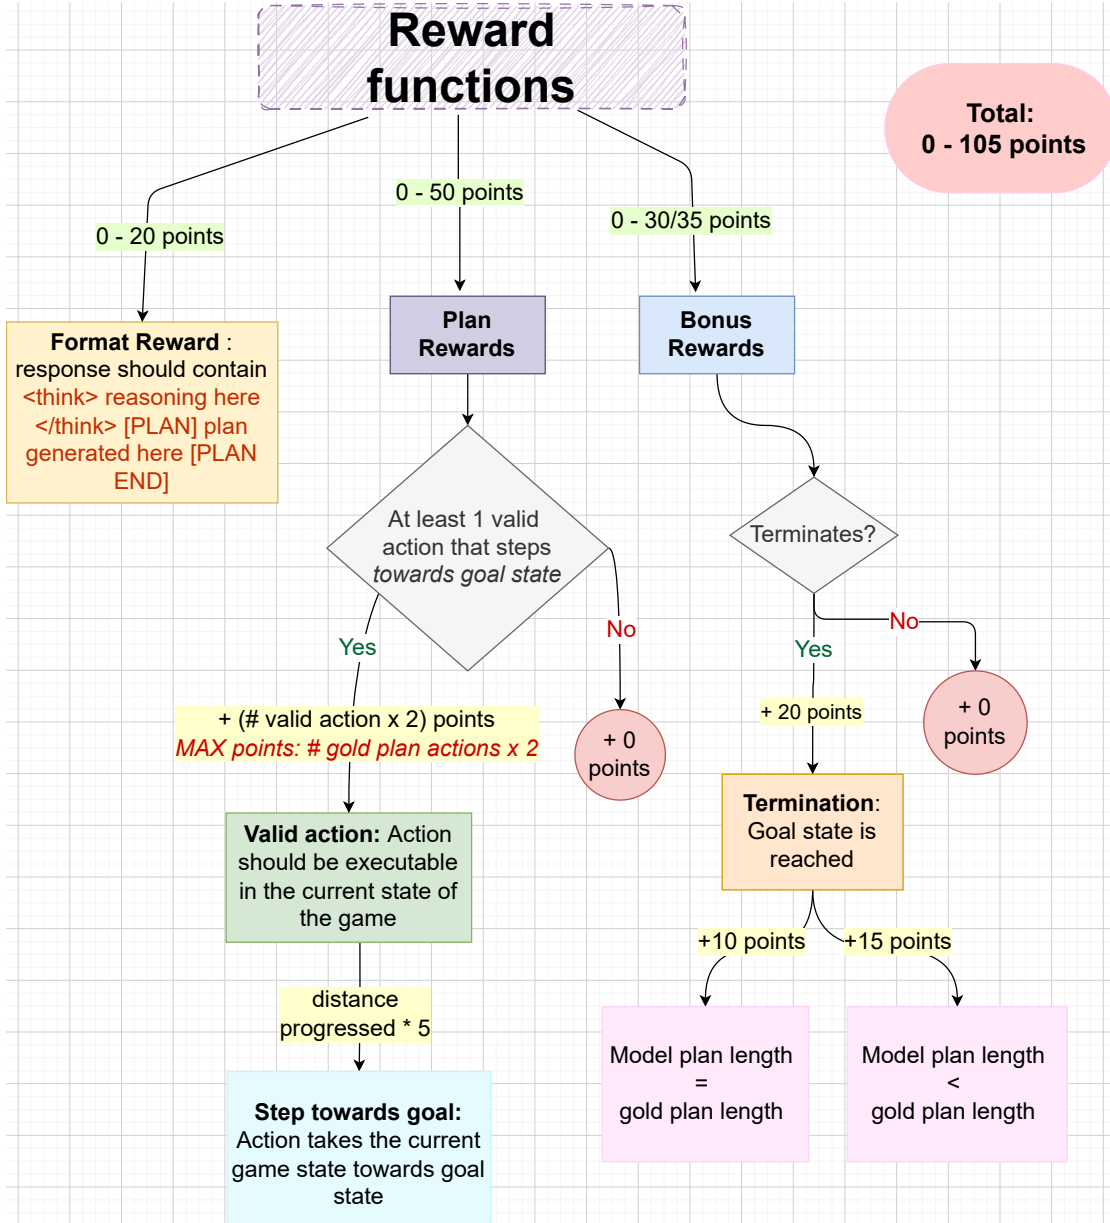 Reward
functions
Total:
0 - 105 points
0 - 20 points
0 - 50 points
0 - 30/35 points
Format Reward :
response should contain
<think> reasoning here
</think> [PLAN] plan
generated here [PLAN
END]
Plan
Rewards
Bonus
Rewards
At least 1 valid
action that steps
towards goal state
Terminates?
Yes
No
Yes
No
+ (# valid action x 2) points
MAX points: # gold plan actions x 2
+ 0
points
+ 20 points
+ 0
points
Valid action: Action
should be executable
in the current state of
the game
Termination:
Goal state is
reached
distance
progressed * 5
+10 points
+15 points
Step towards goal:
Action takes the current
game state towards goal
state
Model plan length
=
gold plan length
Model plan length
<
gold plan length